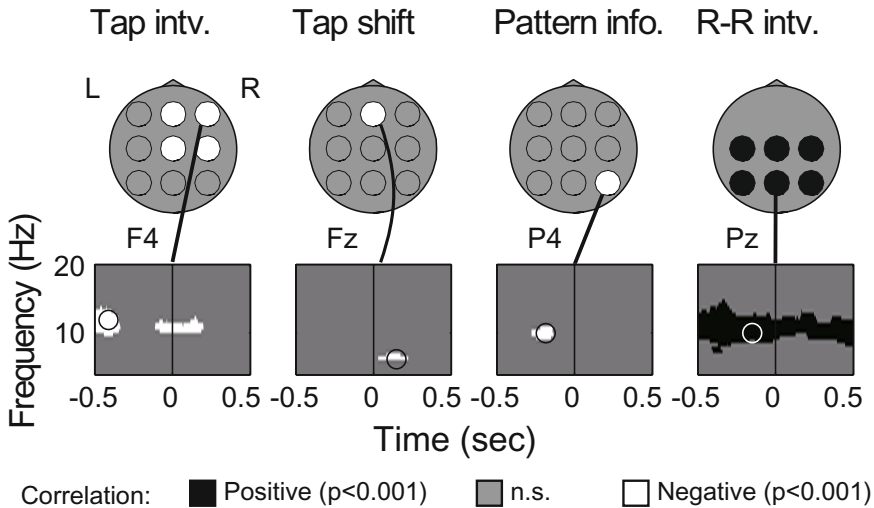 Tap intv. Tap shift Pattern info. R-R intv.
L R
F4 Fz P4 Pz
Frequency (Hz)
20
10
-0.5 0 0.5 -0.5 0 0.5 -0.5 0 0.5 -0.5 0 0.5
Time (sec)
Correlation: Positive (p<0.001) n.s. Negative (p<0.001)